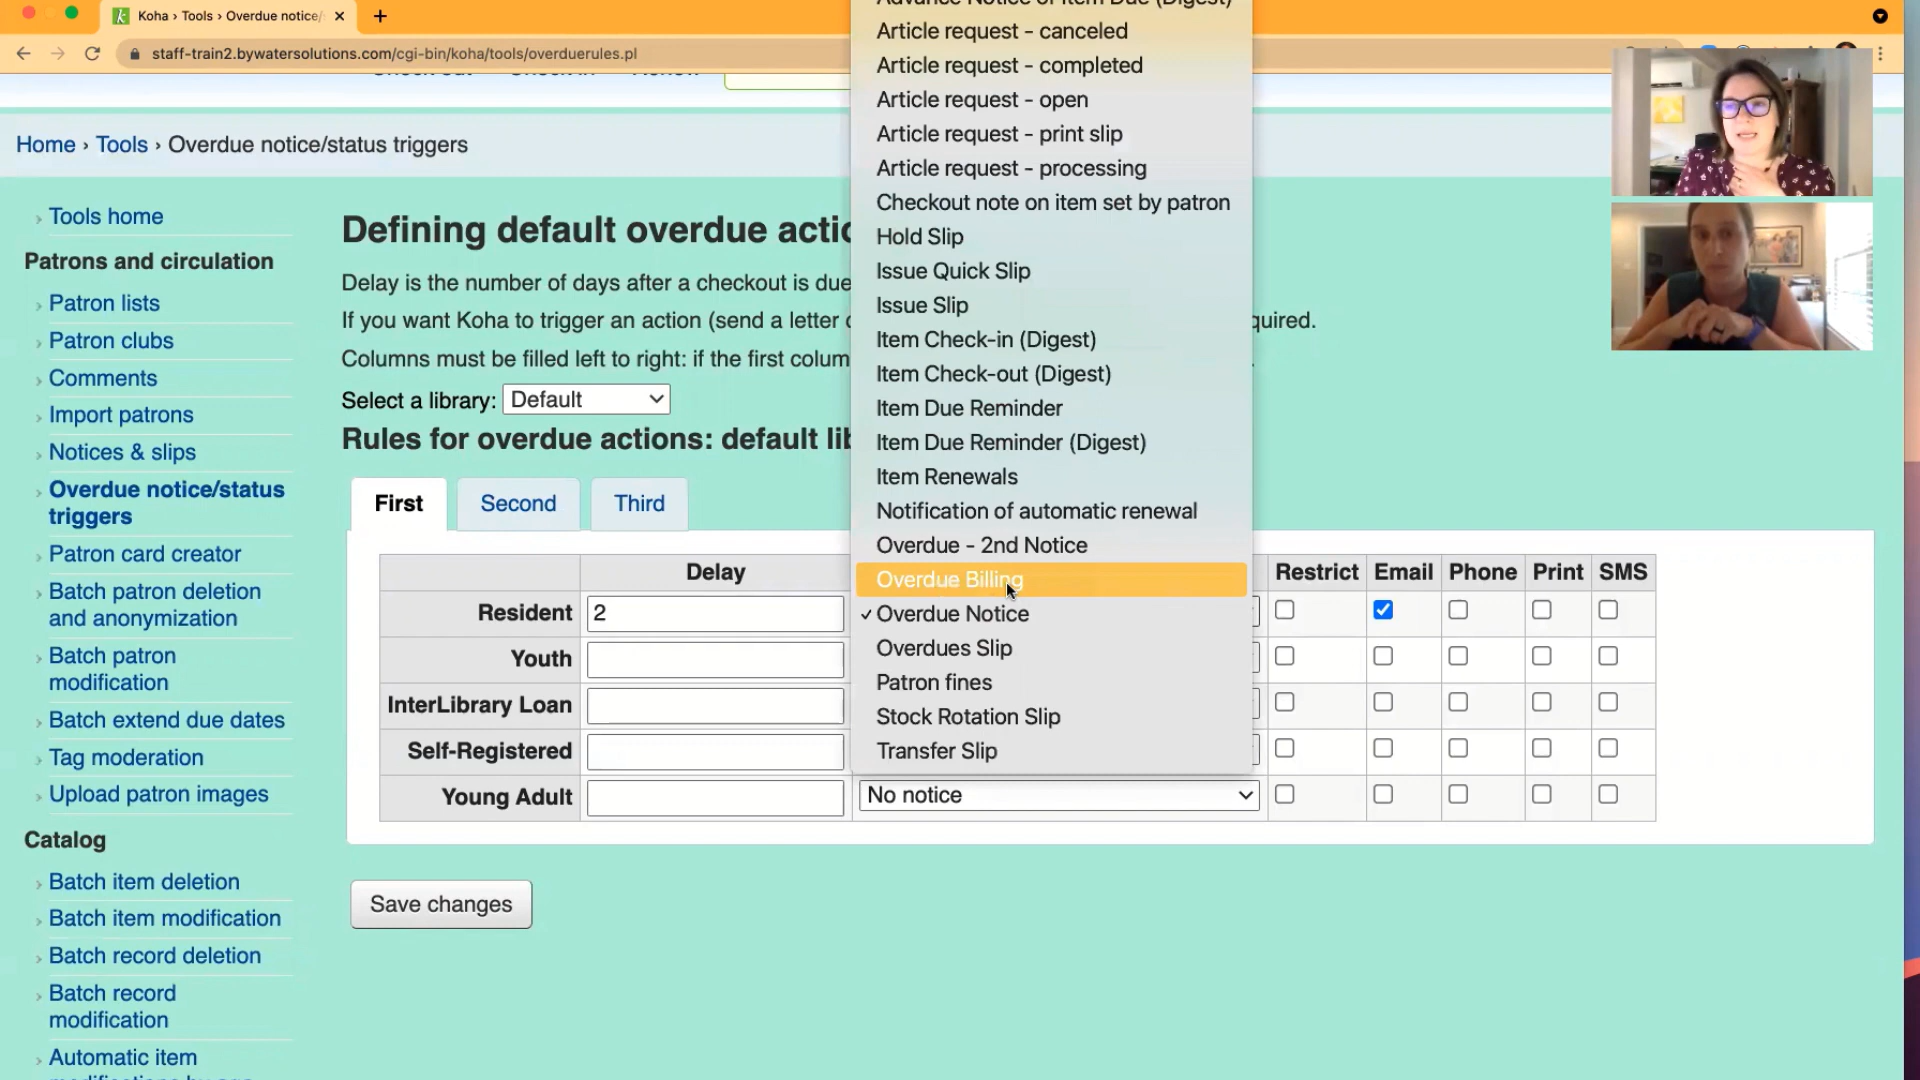 Koha › Tools › Overdue notice/
staff-train2.bywatersolutions.com/cgi-bin/koha/tools/overduerules.pl
Home › Tools › Overdue notice/status triggers
Tools home
Patrons and circulation
Patron lists
Patron clubs
Comments
Import patrons
Notices & slips
Overdue notice/status
triggers
Patron card creator
Batch patron deletion
and anonymization
Batch patron
modification
Batch extend due dates
Tag moderation
Upload patron images
Catalog
Batch item deletion
Batch item modification
Batch record deletion
Batch record
modification
Automatic item
Defining default overdue actio
Delay is the number of days after a checkout is due
If you want Koha to trigger an action (send a letter o
quired.
Columns must be filled left to right: if the first colum
Select a library: Default
Rules for overdue actions: default lib
First Second Third
Delay Restrict Email Phone Print SMS
Resident 2
Youth
InterLibrary Loan
Self-Registered
Young Adult No notice
Save changes
Advance Notice of Item Due (Digest)
Article request - canceled
Article request - completed
Article request - open
Article request - print slip
Article request - processing
Checkout note on item set by patron
Hold Slip
Issue Quick Slip
Issue Slip
Item Check-in (Digest)
Item Check-out (Digest)
Item Due Reminder
Item Due Reminder (Digest)
Item Renewals
Notification of automatic renewal
Overdue - 2nd Notice
Overdue Billing
✓ Overdue Notice
Overdues Slip
Patron fines
Stock Rotation Slip
Transfer Slip